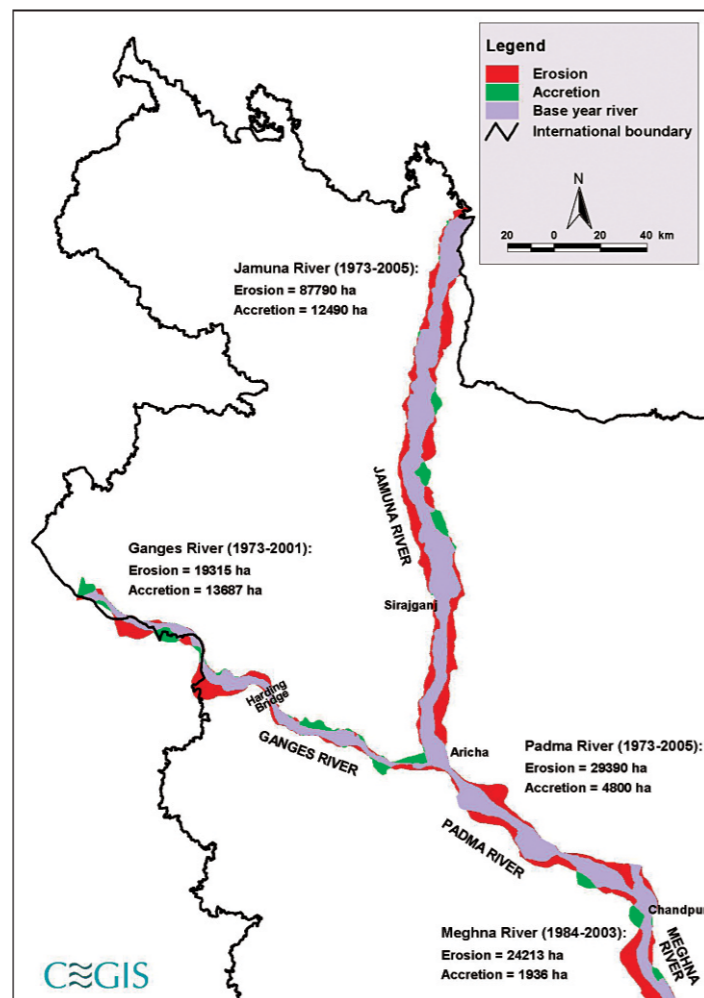 Legend
Erosion
Accretion
Base year river
International boundary
N
20 0 20 40 km
Jamuna River (1973-2005):
Erosion = 87790 ha
Accretion = 12490 ha
JAMUNA RIVER
Ganges River (1973-2001):
Erosion = 19315 ha
Accretion = 13687 ha
Sirajganj
Harding
Bridge
GANGES RIVER
Aricha
Padma River (1973-2005):
Erosion = 29390 ha
Accretion = 4800 ha
PADMA RIVER
Chandpur
Meghna River (1984-2003):
Erosion = 24213 ha
Accretion = 1936 ha
MEGHNA
RIVER
CEGIS